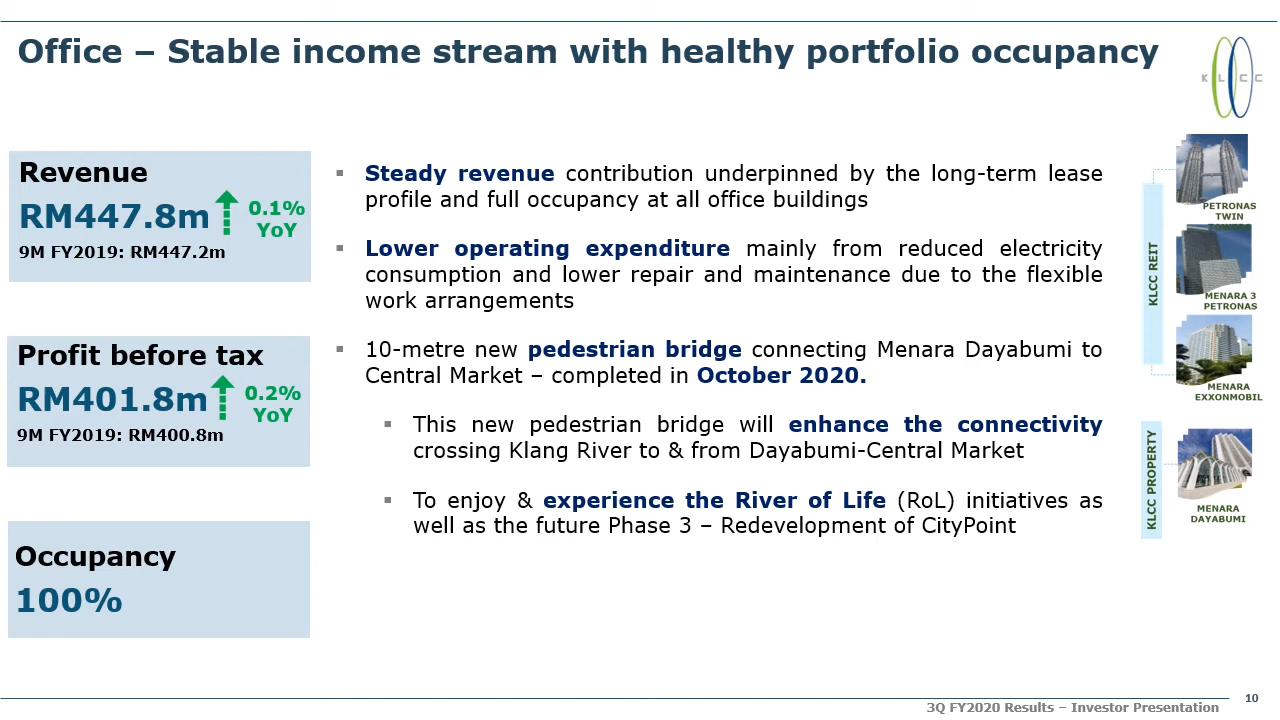 Office – Stable income stream with healthy portfolio occupancy
K L C C
Revenue
RM447.8m
0.1%
YoY
9M FY2019: RM447.2m
Profit before tax
RM401.8m
0.2%
YoY
9M FY2019: RM400.8m
Occupancy
100%
▪ Steady revenue contribution underpinned by the long-term lease
profile and full occupancy at all office buildings
▪ Lower operating expenditure mainly from reduced electricity
consumption and lower repair and maintenance due to the flexible
work arrangements
▪ 10-metre new pedestrian bridge connecting Menara Dayabumi to
Central Market – completed in October 2020.
▪ This new pedestrian bridge will enhance the connectivity
crossing Klang River to & from Dayabumi-Central Market
▪ To enjoy & experience the River of Life (RoL) initiatives as
well as the future Phase 3 – Redevelopment of CityPoint
KLCC REIT
PETRONAS
TWIN
MENARA 3
PETRONAS
MENARA
EXXONMOBIL
KLCC PROPERTY
MENARA
DAYABUMI
10
3Q FY2020 Results – Investor Presentation